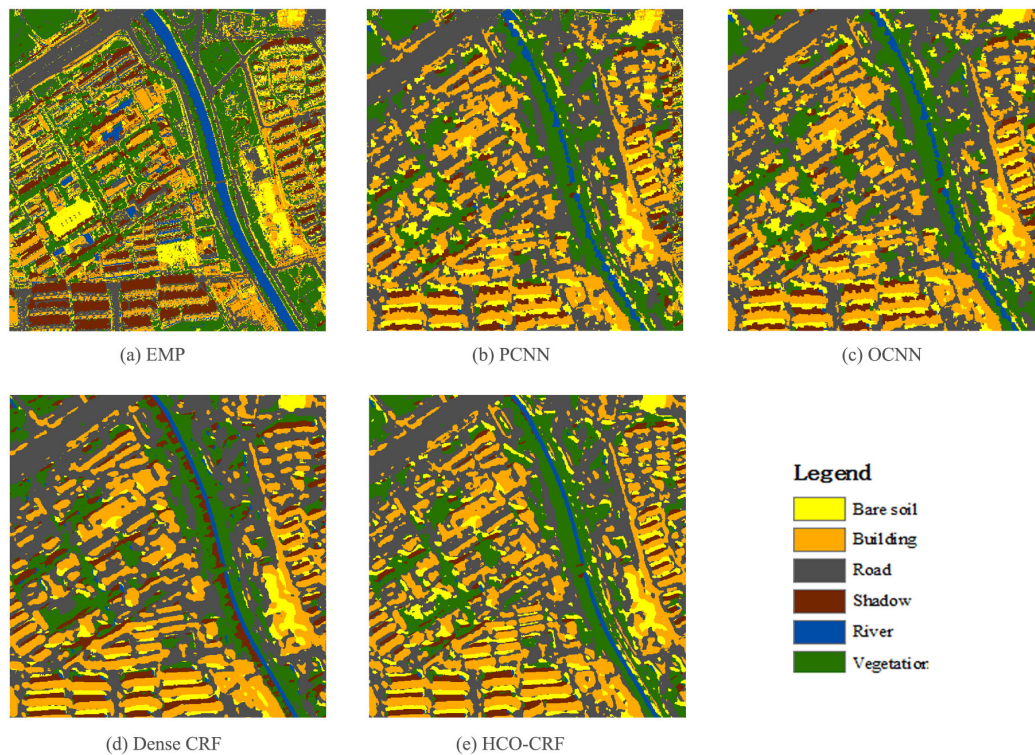 (a) EMP
(b) PCNN
(c) OCNN
(d) Dense CRF
(e) HCO-CRF
Legend
Bare soil
Building
Road
Shadow
River
Vegetation